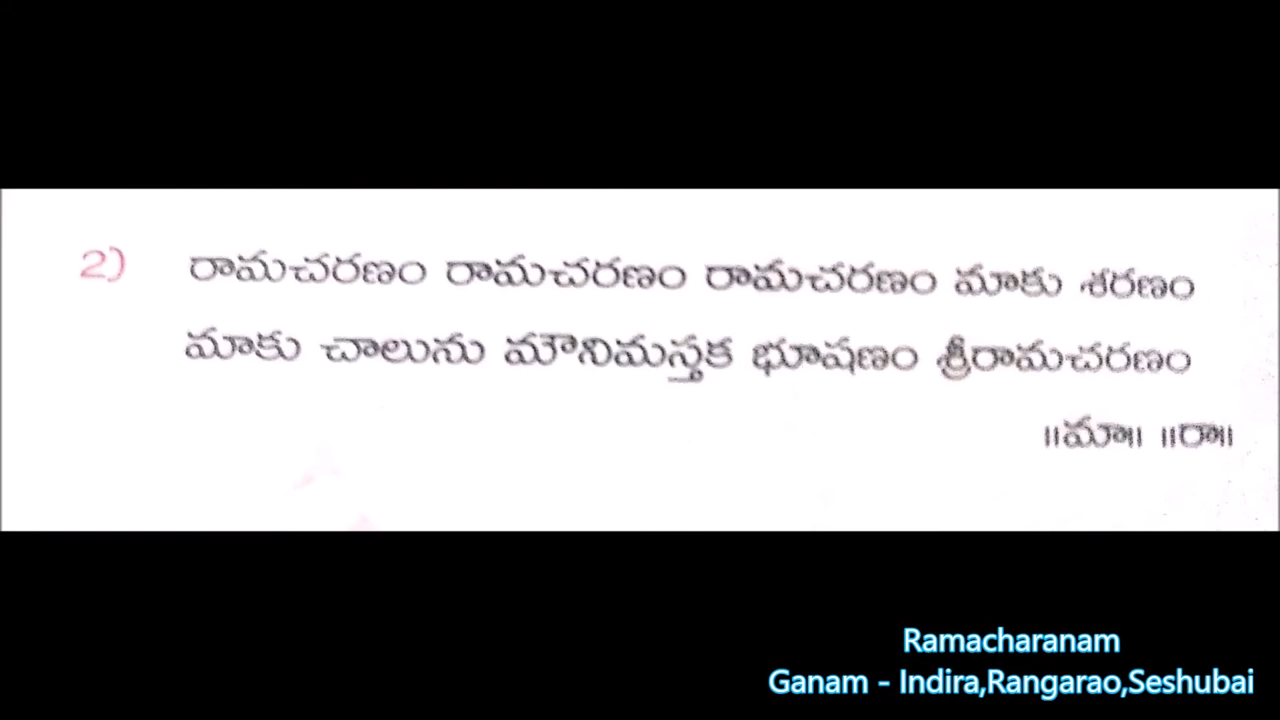 2) రామచరణం రామచరణం రామచరణం మాకు శరణం
మాకు చాలును మౌనిమస్తక భూషణం శ్రీరామచరణం
॥మా॥ ॥రా॥
Ramacharanam
Ganam - Indira,Rangarao,Seshubai